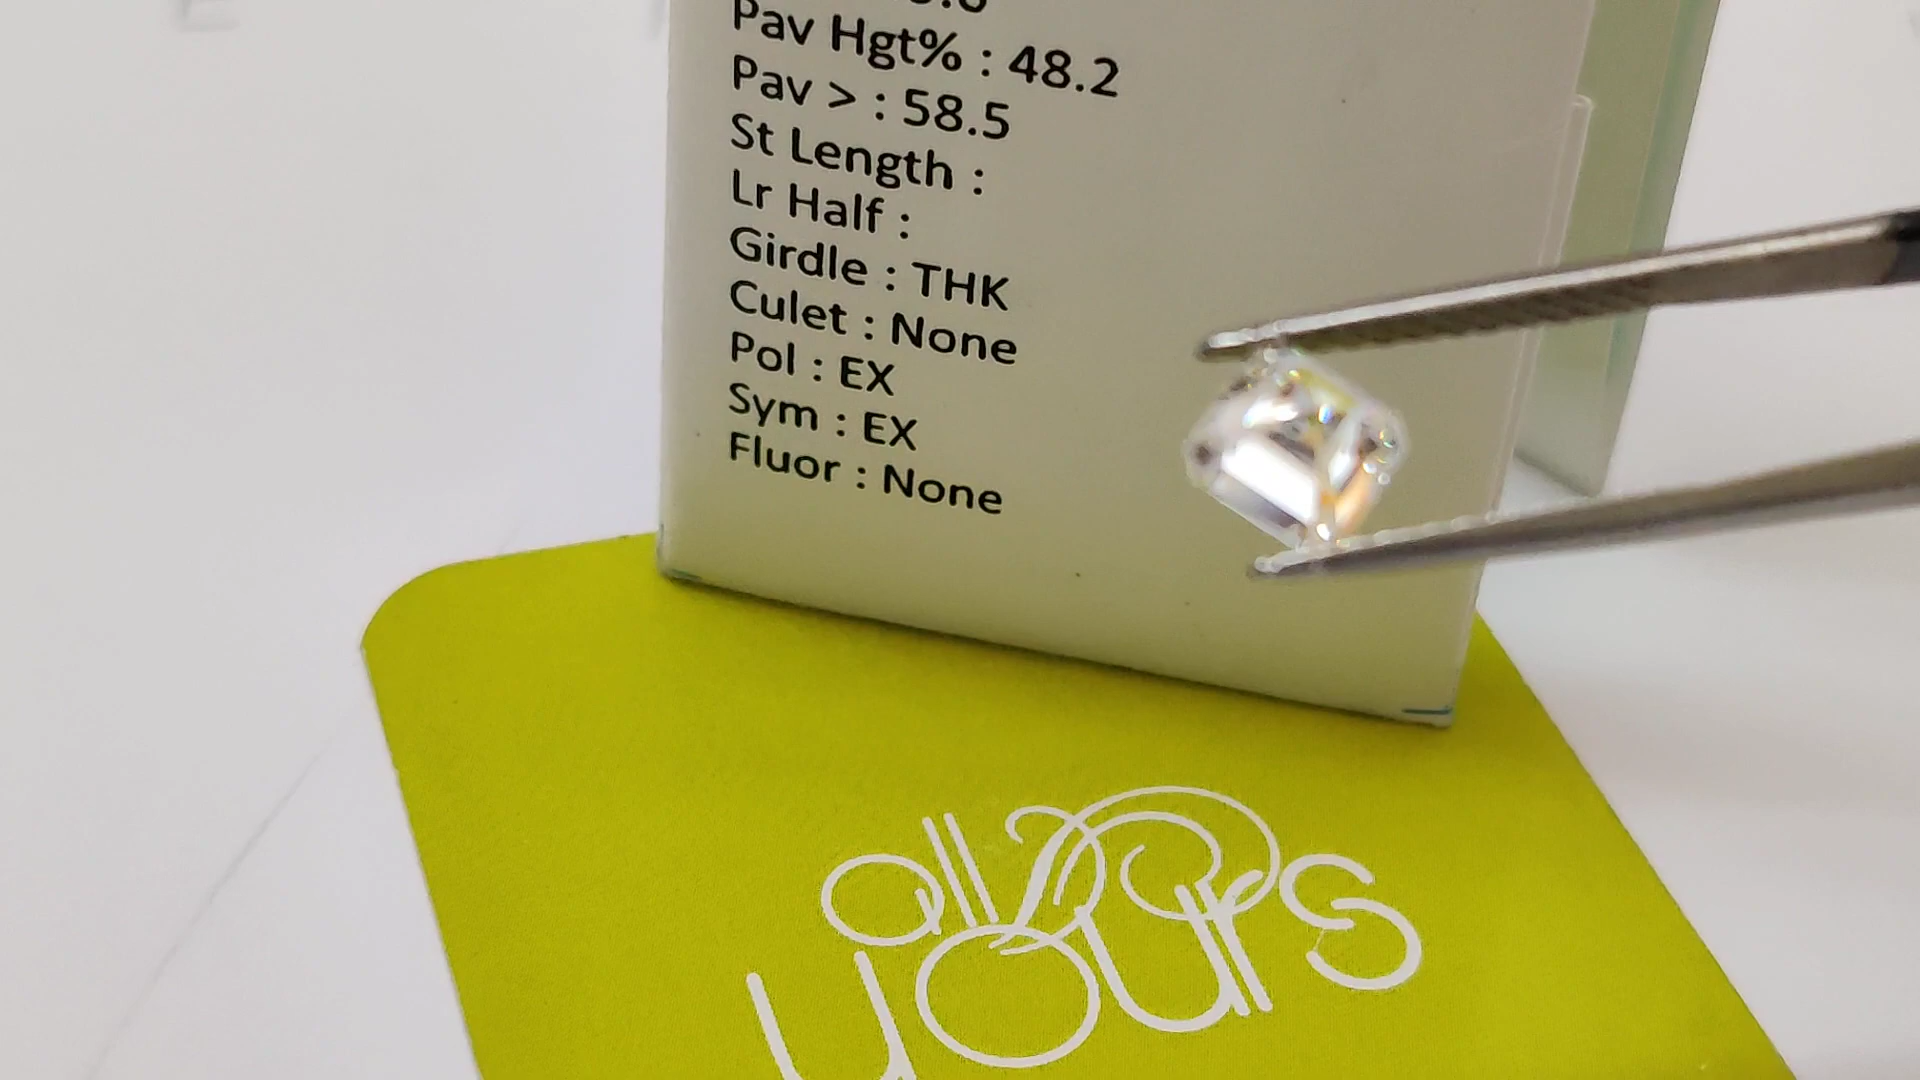 Pav Hgt% : 48.2
Pav > : 58.5
St Length :
Lr Half :
Girdle : THK
Culet : None
Pol : EX
Sym : EX
Fluor : None
all
yours